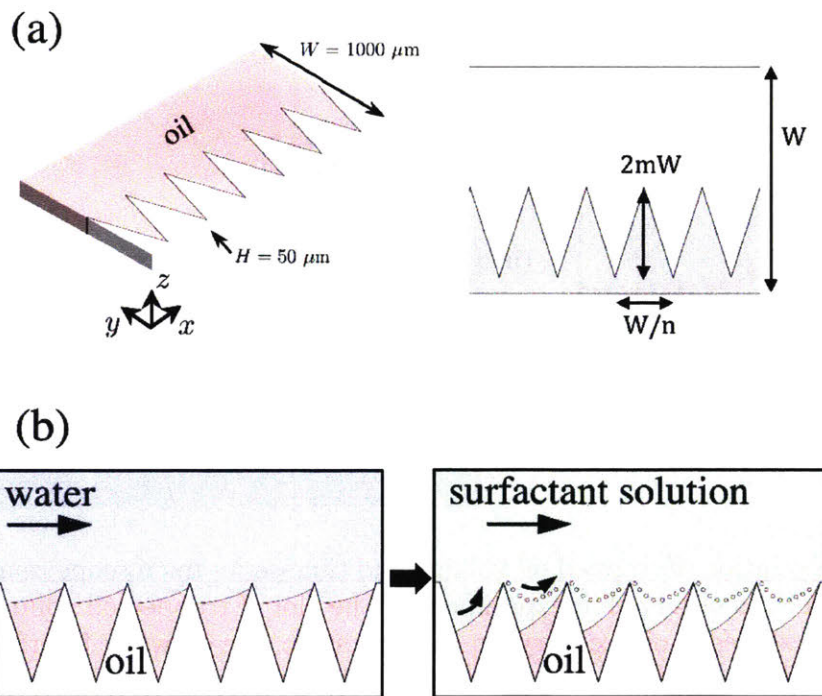 (a)
W = 1000 μm
oil
H = 50 μm
z
y
x
2mW
W
W/n
(b)
water
oil
surfactant solution
oil